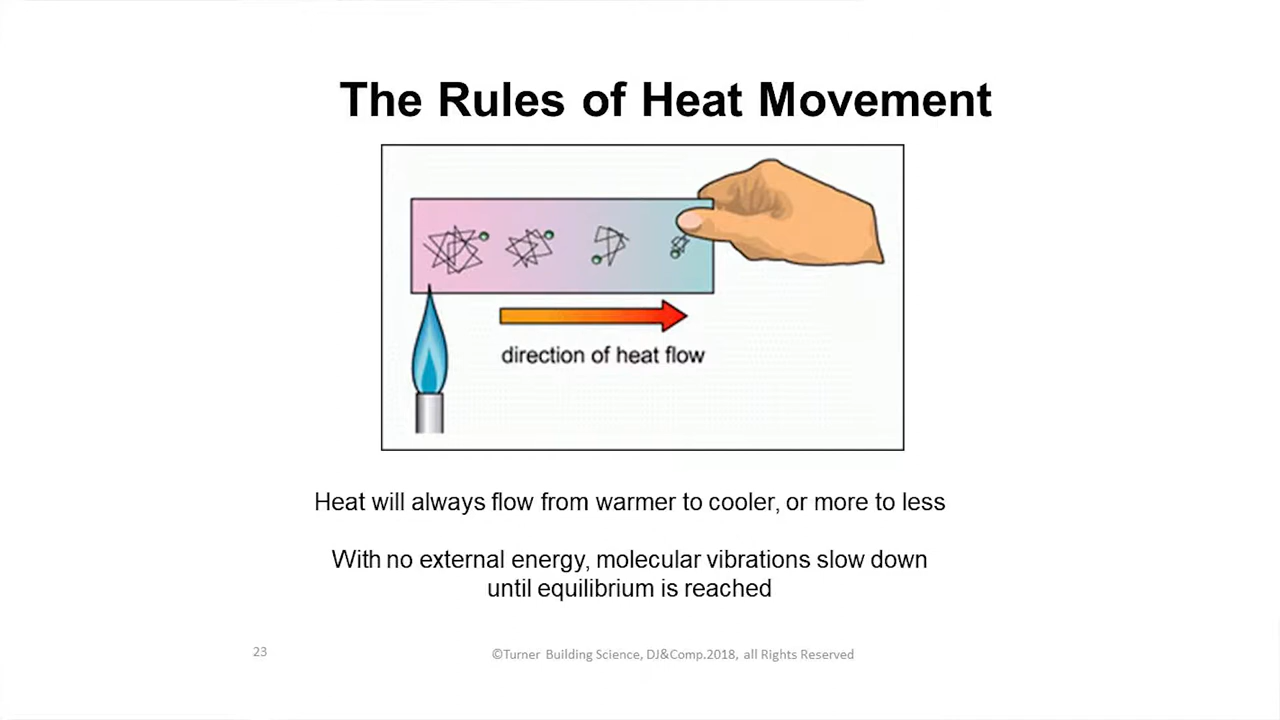 The Rules of Heat Movement
direction of heat flow
Heat will always flow from warmer to cooler, or more to less
With no external energy, molecular vibrations slow down
until equilibrium is reached
23
©Turner Building Science, DJ&Comp.2018, all Rights Reserved